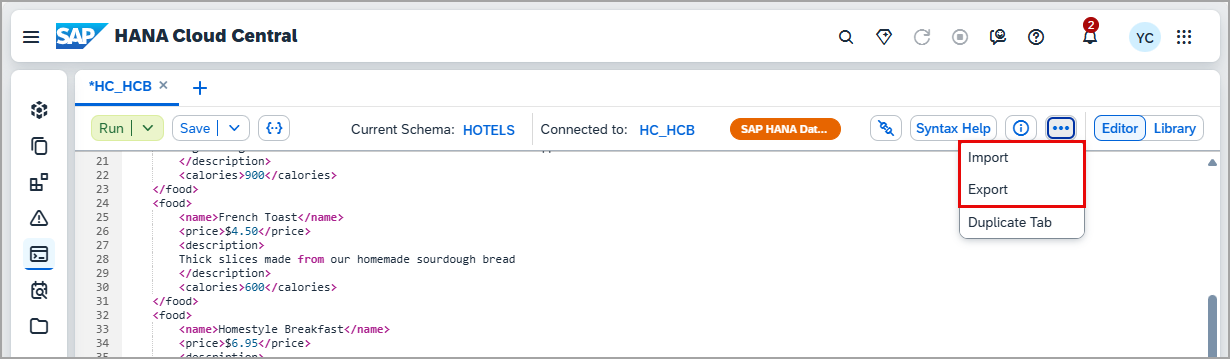 SAP HANA Cloud Central 2 YC
*HC_HCB × +
Run Save {·} Current Schema: HOTELS Connected to: HC_HCB SAP HANA Dat... Syntax Help ••• Editor Library
Import
Export
Duplicate Tab
21 </description>
22 <calories>900</calories>
23 </food>
24 <food>
25 <name>French Toast</name>
26 <price>$4.50</price>
27 <description>
28 Thick slices made from our homemade sourdough bread
29 </description>
30 <calories>600</calories>
31 </food>
32 <food>
33 <name>Homestyle Breakfast</name>
34 <price>$6.95</price>
35 <description>